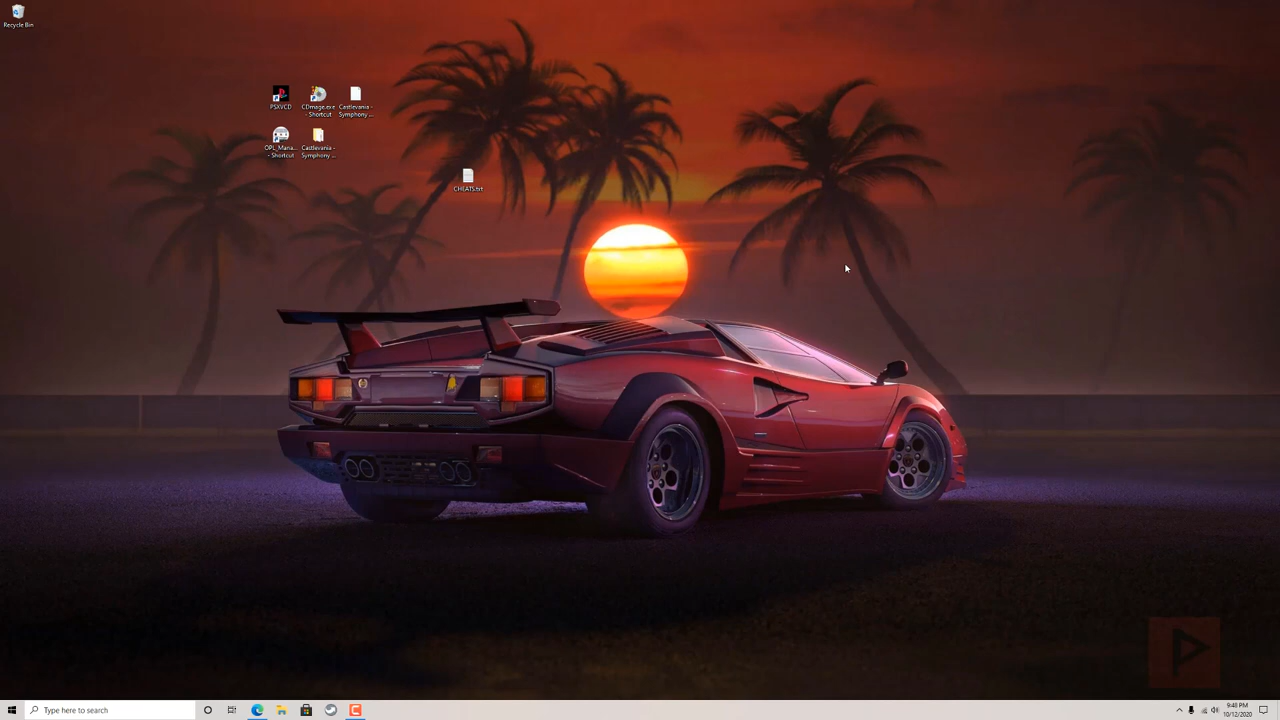 Recycle Bin
PSXVCD
CDmage.exe
- Shortcut
Castlevania -
Symphony ...
OPL_Mana...
- Shortcut
Castlevania -
Symphony ...
CHEATS.txt
Type here to search
9:48 PM
10/12/2020